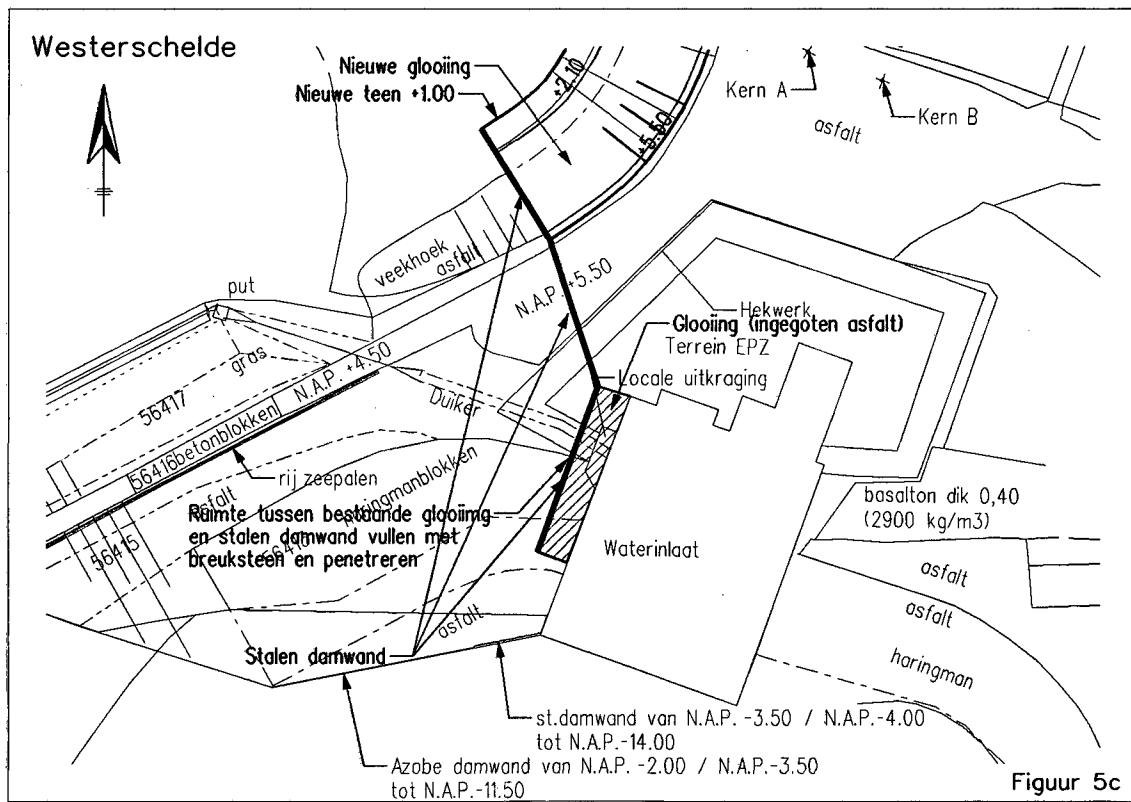 Westerschelde
Nieuwe glooiing
Nieuwe teen +1.00
+2.10
+5.50
Kern A
Kern B
asfalt
veekhoek
asfalt
N.A.P. +5.50
put
gras
N.A.P. +4.50
56417
56416
betonblokken
Duiker
Hekwerk
Glooiing (ingegoten asfalt)
Terrein EPZ
Locale uitkraging
rij zeepalen
asfalt
haringmanblokken
56415
Ruimte tussen bestaande glooiimg
en stalen damwand vullen met
breuksteen en penetreren
Waterinlaat
basalton dik 0,40
(2900 kg/m3)
asfalt
asfalt
haringman
asfalt
Stalen damwand
st.damwand van N.A.P. -3.50 / N.A.P.-4.00
tot N.A.P.-14.00
Azobe damwand van N.A.P. -2.00 / N.A.P.-3.50
tot N.A.P.-11.50
Figuur 5c